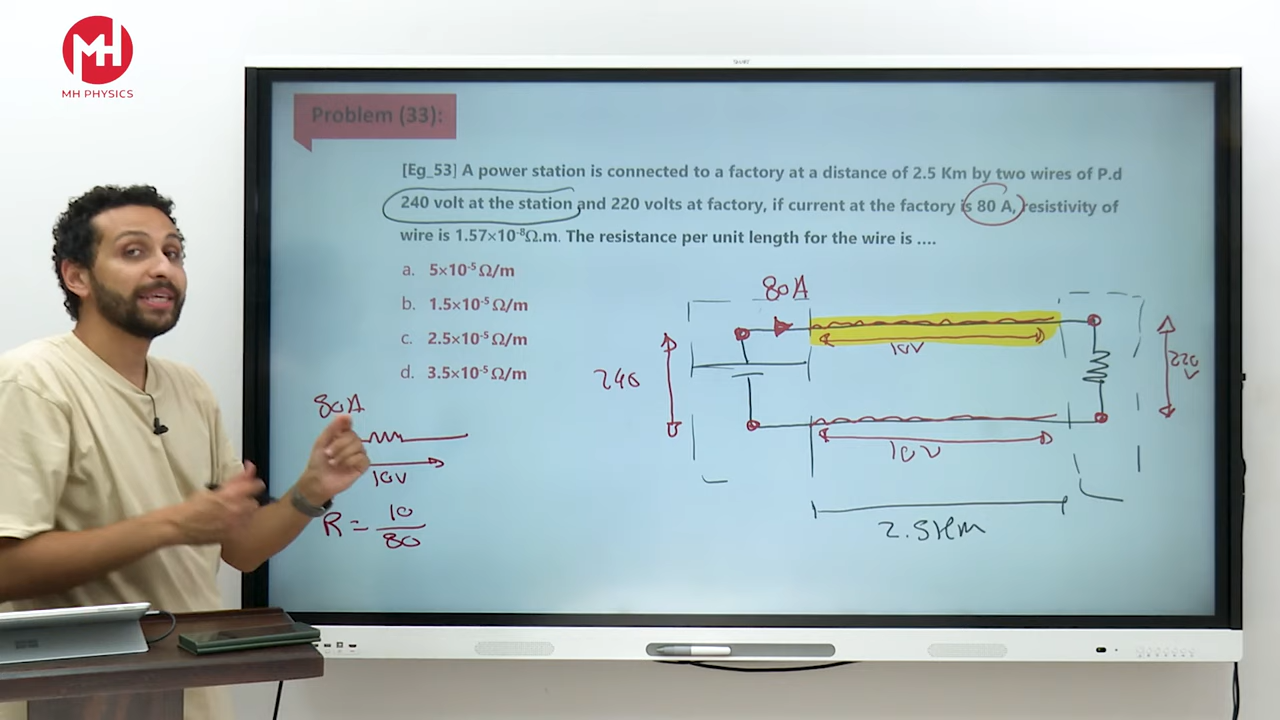 MH
MH PHYSICS
SMART
Problem (33):
[Eg_53] A power station is connected to a factory at a distance of 2.5 Km by two wires of P.d
240 volt at the station and 220 volts at factory, if current at the factory is 80 A, resistivity of
wire is 1.57×10⁻⁸Ω.m. The resistance per unit length for the wire is ....
a. 5×10⁻⁵ Ω/m
b. 1.5×10⁻⁵ Ω/m
c. 2.5×10⁻⁵ Ω/m
d. 3.5×10⁻⁵ Ω/m
80A
10V
240
220
V
10V
2.5Km
80A
10V
R = 10/80